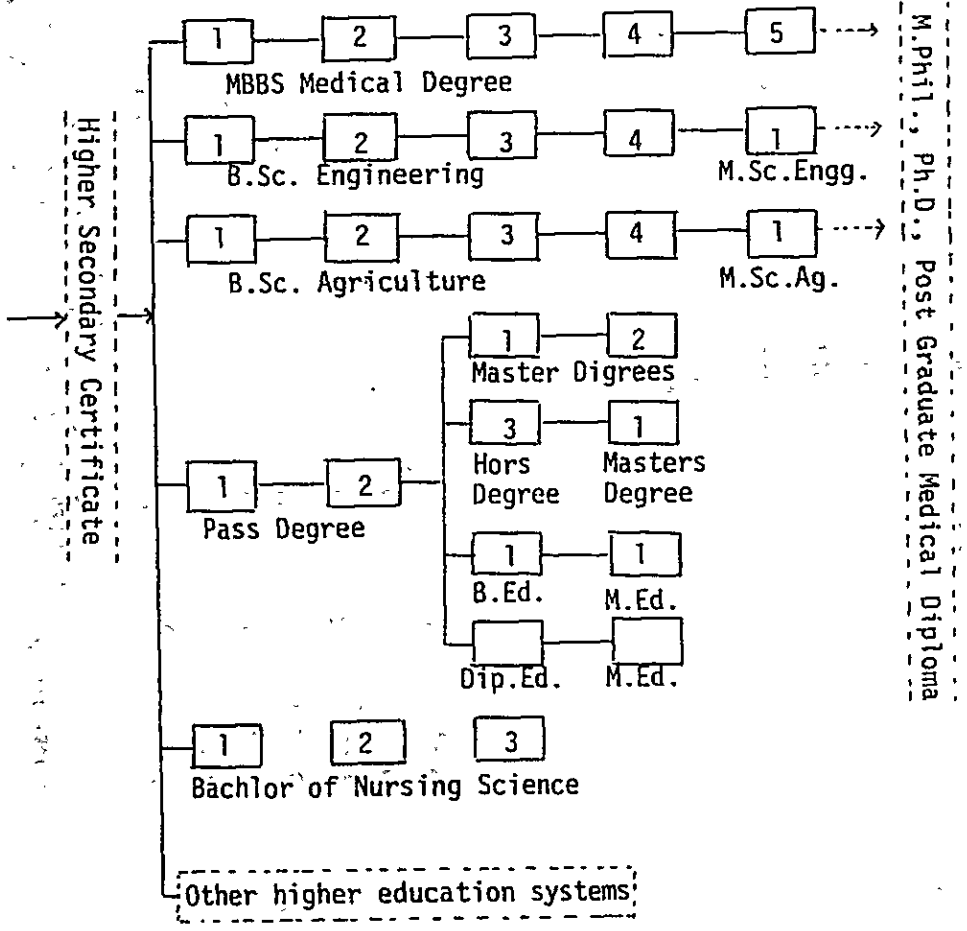 Higher Secondary Certificate
1 2 3 4 5
MBBS Medical Degree
1 2 3 4 1
B.Sc. Engineering M.Sc.Engg.
1 2 3 4 1
B.Sc. Agriculture M.Sc.Ag.
1 2
Master Digrees
3 1
Hors Masters
Degree Degree
1 2
Pass Degree
1 1
B.Ed. M.Ed.
Dip.Ed. M.Ed.
1 2 3
Bachlor of Nursing Science
Other higher education systems
M.Phil., Ph.D., Post Graduate Medical Diploma